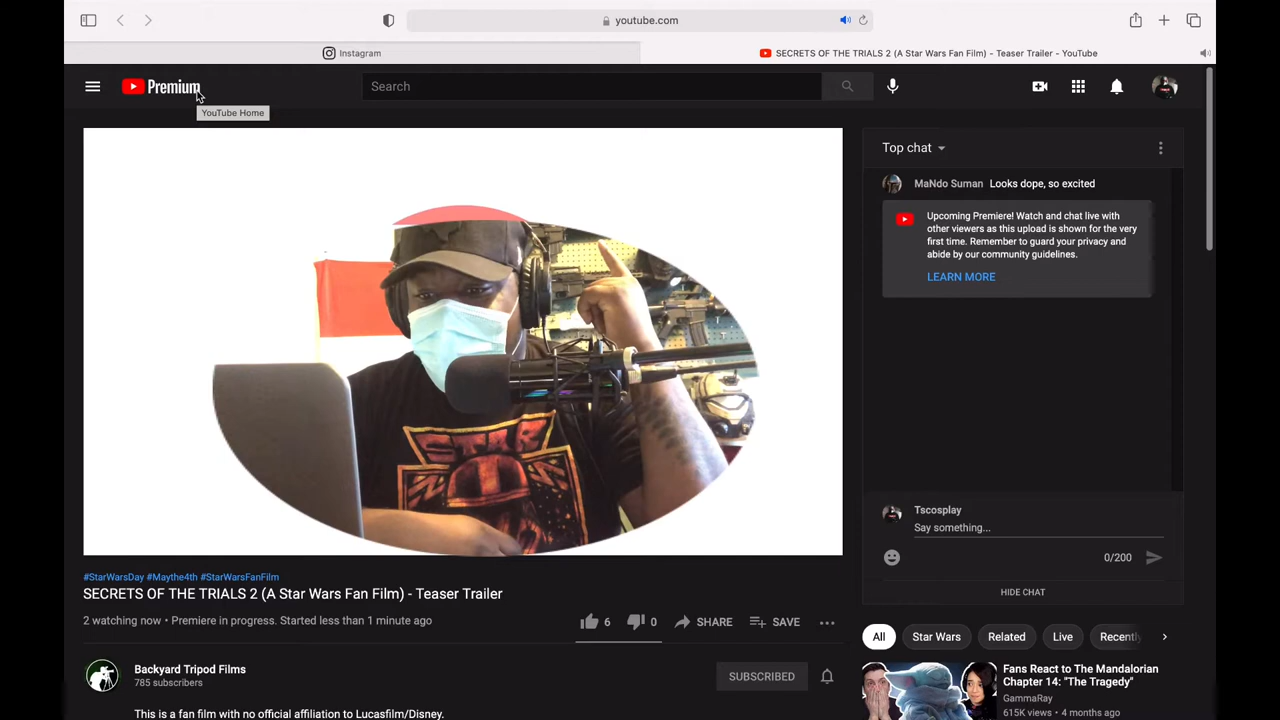 youtube.com
Instagram
SECRETS OF THE TRIALS 2 (A Star Wars Fan Film) - Teaser Trailer - YouTube
Premium
Search
YouTube Home
Top chat
MaNdo Suman Looks dope, so excited
Upcoming Premiere! Watch and chat live with
other viewers as this upload is shown for the very
first time. Remember to guard your privacy and
abide by our community guidelines.
LEARN MORE
STAR
Tscosplay
Say something...
0/200
HIDE CHAT
#StarWarsDay #Maythe4th #StarWarsFanFilm
SECRETS OF THE TRIALS 2 (A Star Wars Fan Film) - Teaser Trailer
2 watching now • Premiere in progress. Started less than 1 minute ago
6
0
SHARE
SAVE
All
Star Wars
Related
Live
Recently
Backyard Tripod Films
785 subscribers
SUBSCRIBED
This is a fan film with no official affiliation to Lucasfilm/Disney.
Fans React to The Mandalorian
Chapter 14: "The Tragedy"
GammaRay
615K views • 4 months ago